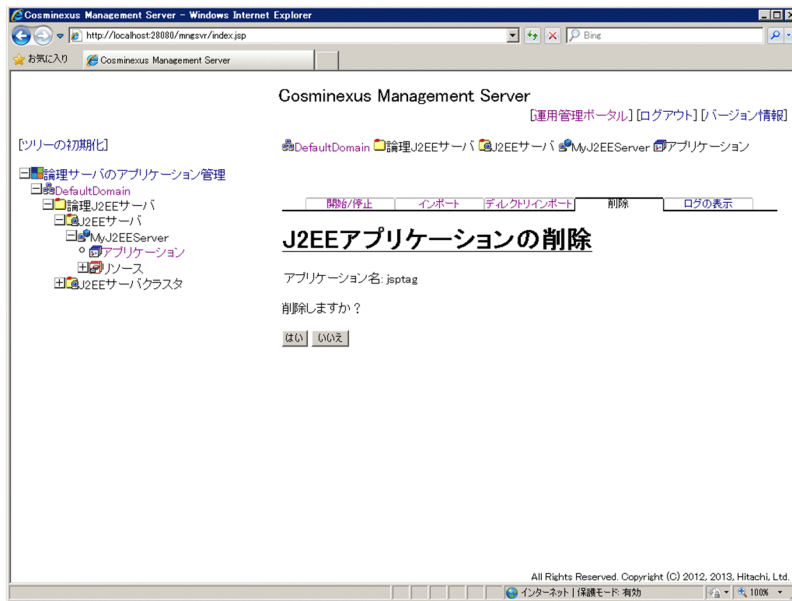 Cosminexus Management Server - Windows Internet Explorer
http://localhost:28080/mngsvr/index.jsp
Bing
お気に入り
Cosminexus Management Server
Cosminexus Management Server
[運用管理ポータル] [ログアウト] [バージョン情報]
[ツリーの初期化]
DefaultDomain 論理J2EEサーバ J2EEサーバ MyJ2EEServer アプリケーション
論理サーバのアプリケーション管理
DefaultDomain
論理J2EEサーバ
J2EEサーバ
MyJ2EEServer
アプリケーション
リソース
J2EEサーバクラスタ
開始/停止 インポート ディレクトリインポート 削除 ログの表示
J2EEアプリケーションの削除
アプリケーション名: jsptag
削除しますか？
はい いいえ
All Rights Reserved. Copyright (C) 2012, 2013, Hitachi, Ltd.
インターネット | 保護モード: 有効
100%